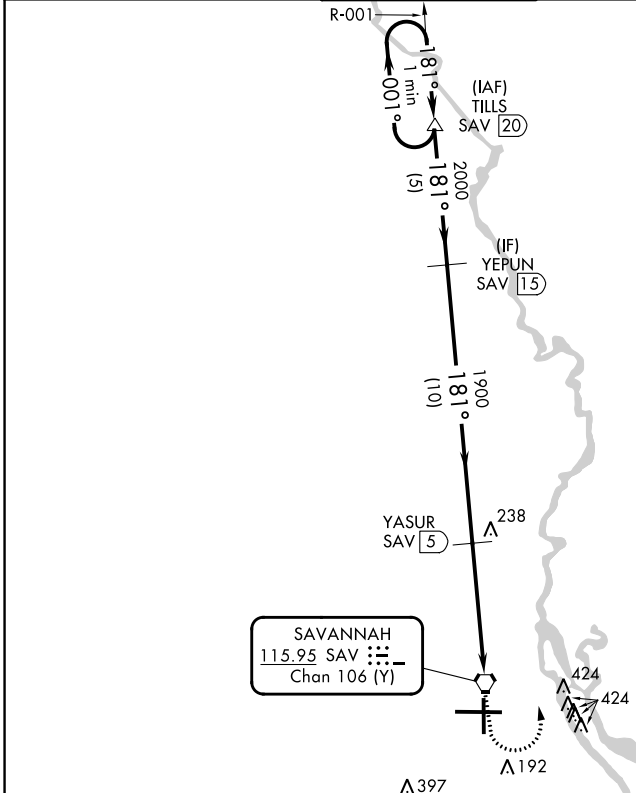 R-001
181°
1 min
001°
(IAF)
TILLS
SAV 20
2000
181°
(5)
(IF)
YEPUN
SAV 15
1900
181°
(10)
YASUR
SAV 5
238
SAVANNAH
115.95 SAV
Chan 106 (Y)
424
424
192
397